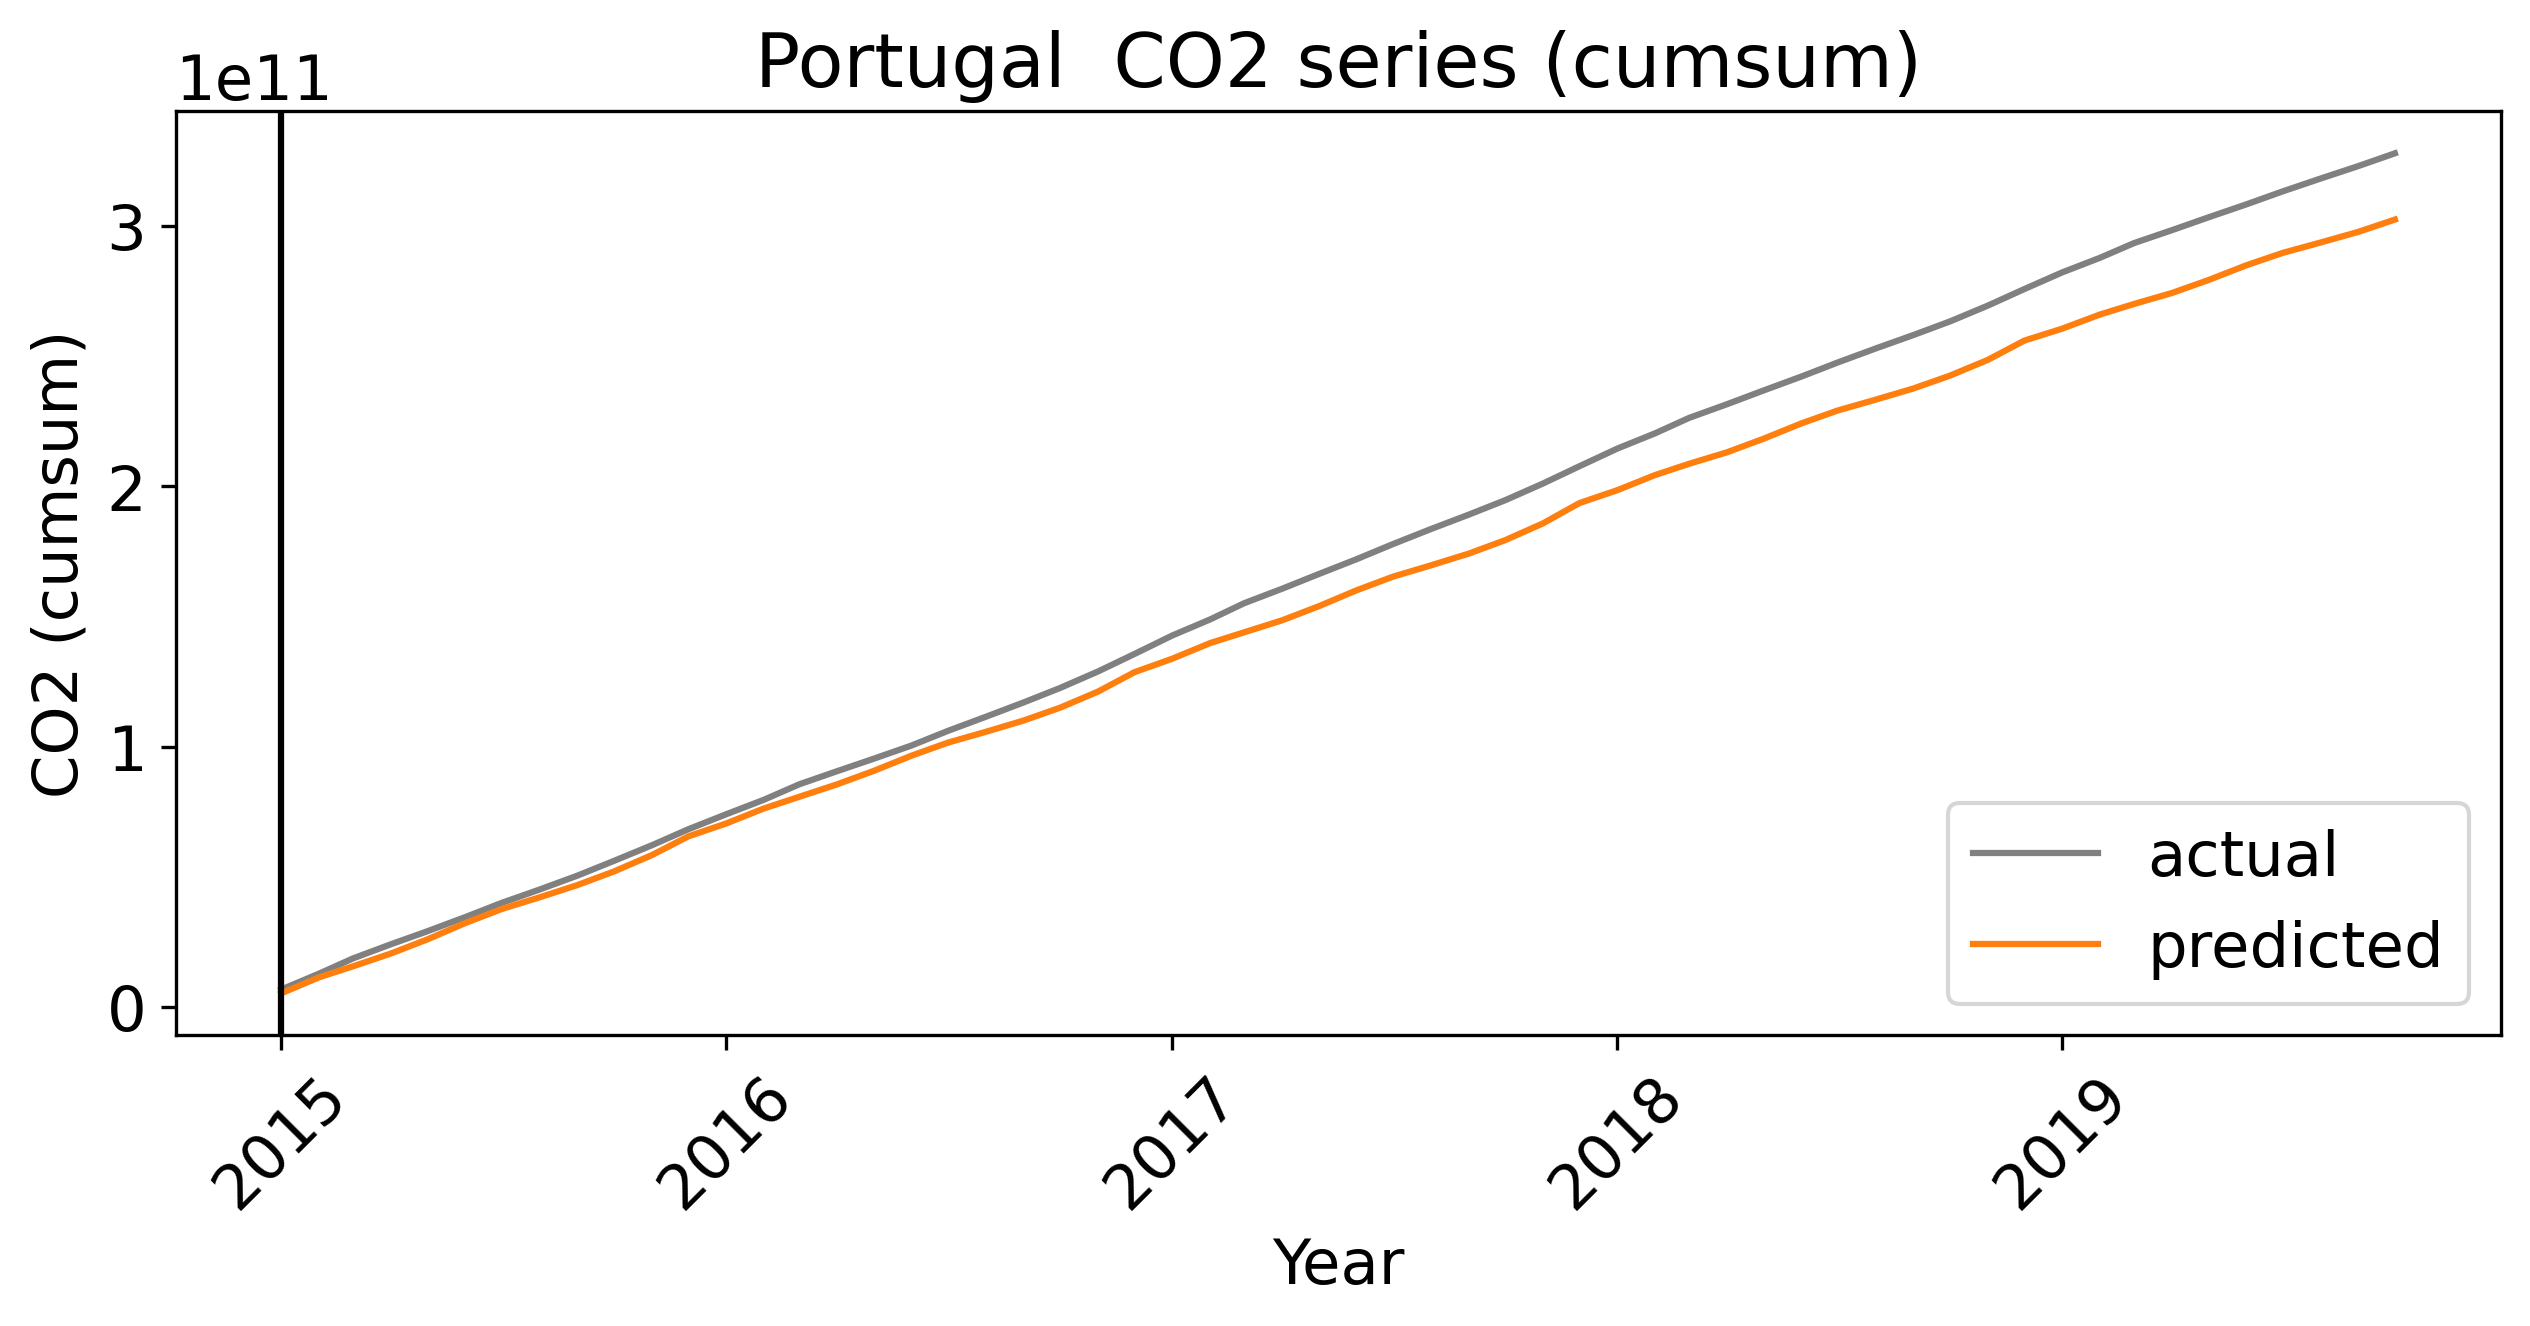 Portugal  CO2 series (cumsum)
1e11
CO2 (cumsum)
3
2
1
0
actual
predicted
2015
2016
2017
2018
2019
Year